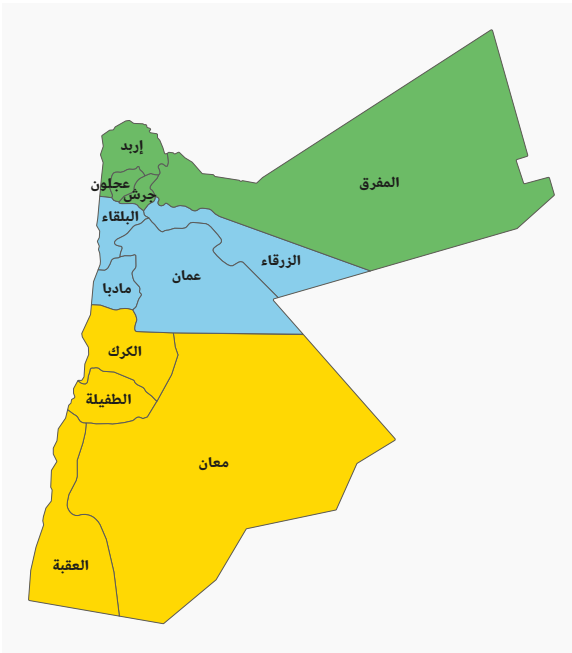 إربد
المفرق
عجلون
جرش
البلقاء
الزرقاء
عمان
مادبا
الكرك
الطفيلة
معان
العقبة